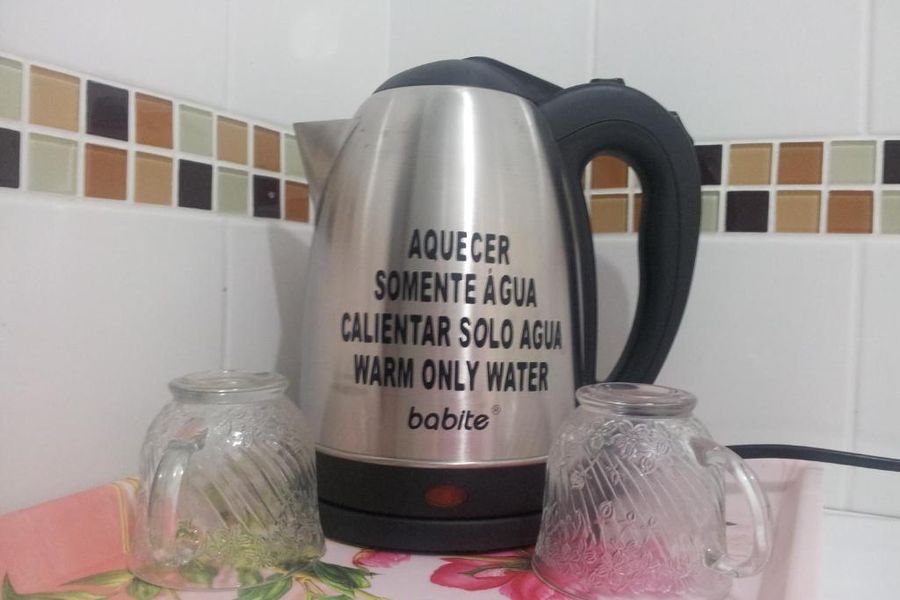 AQUECER
SOMENTE ÁGUA
CALIENTAR SOLO AGUA
WARM ONLY WATER
babite®